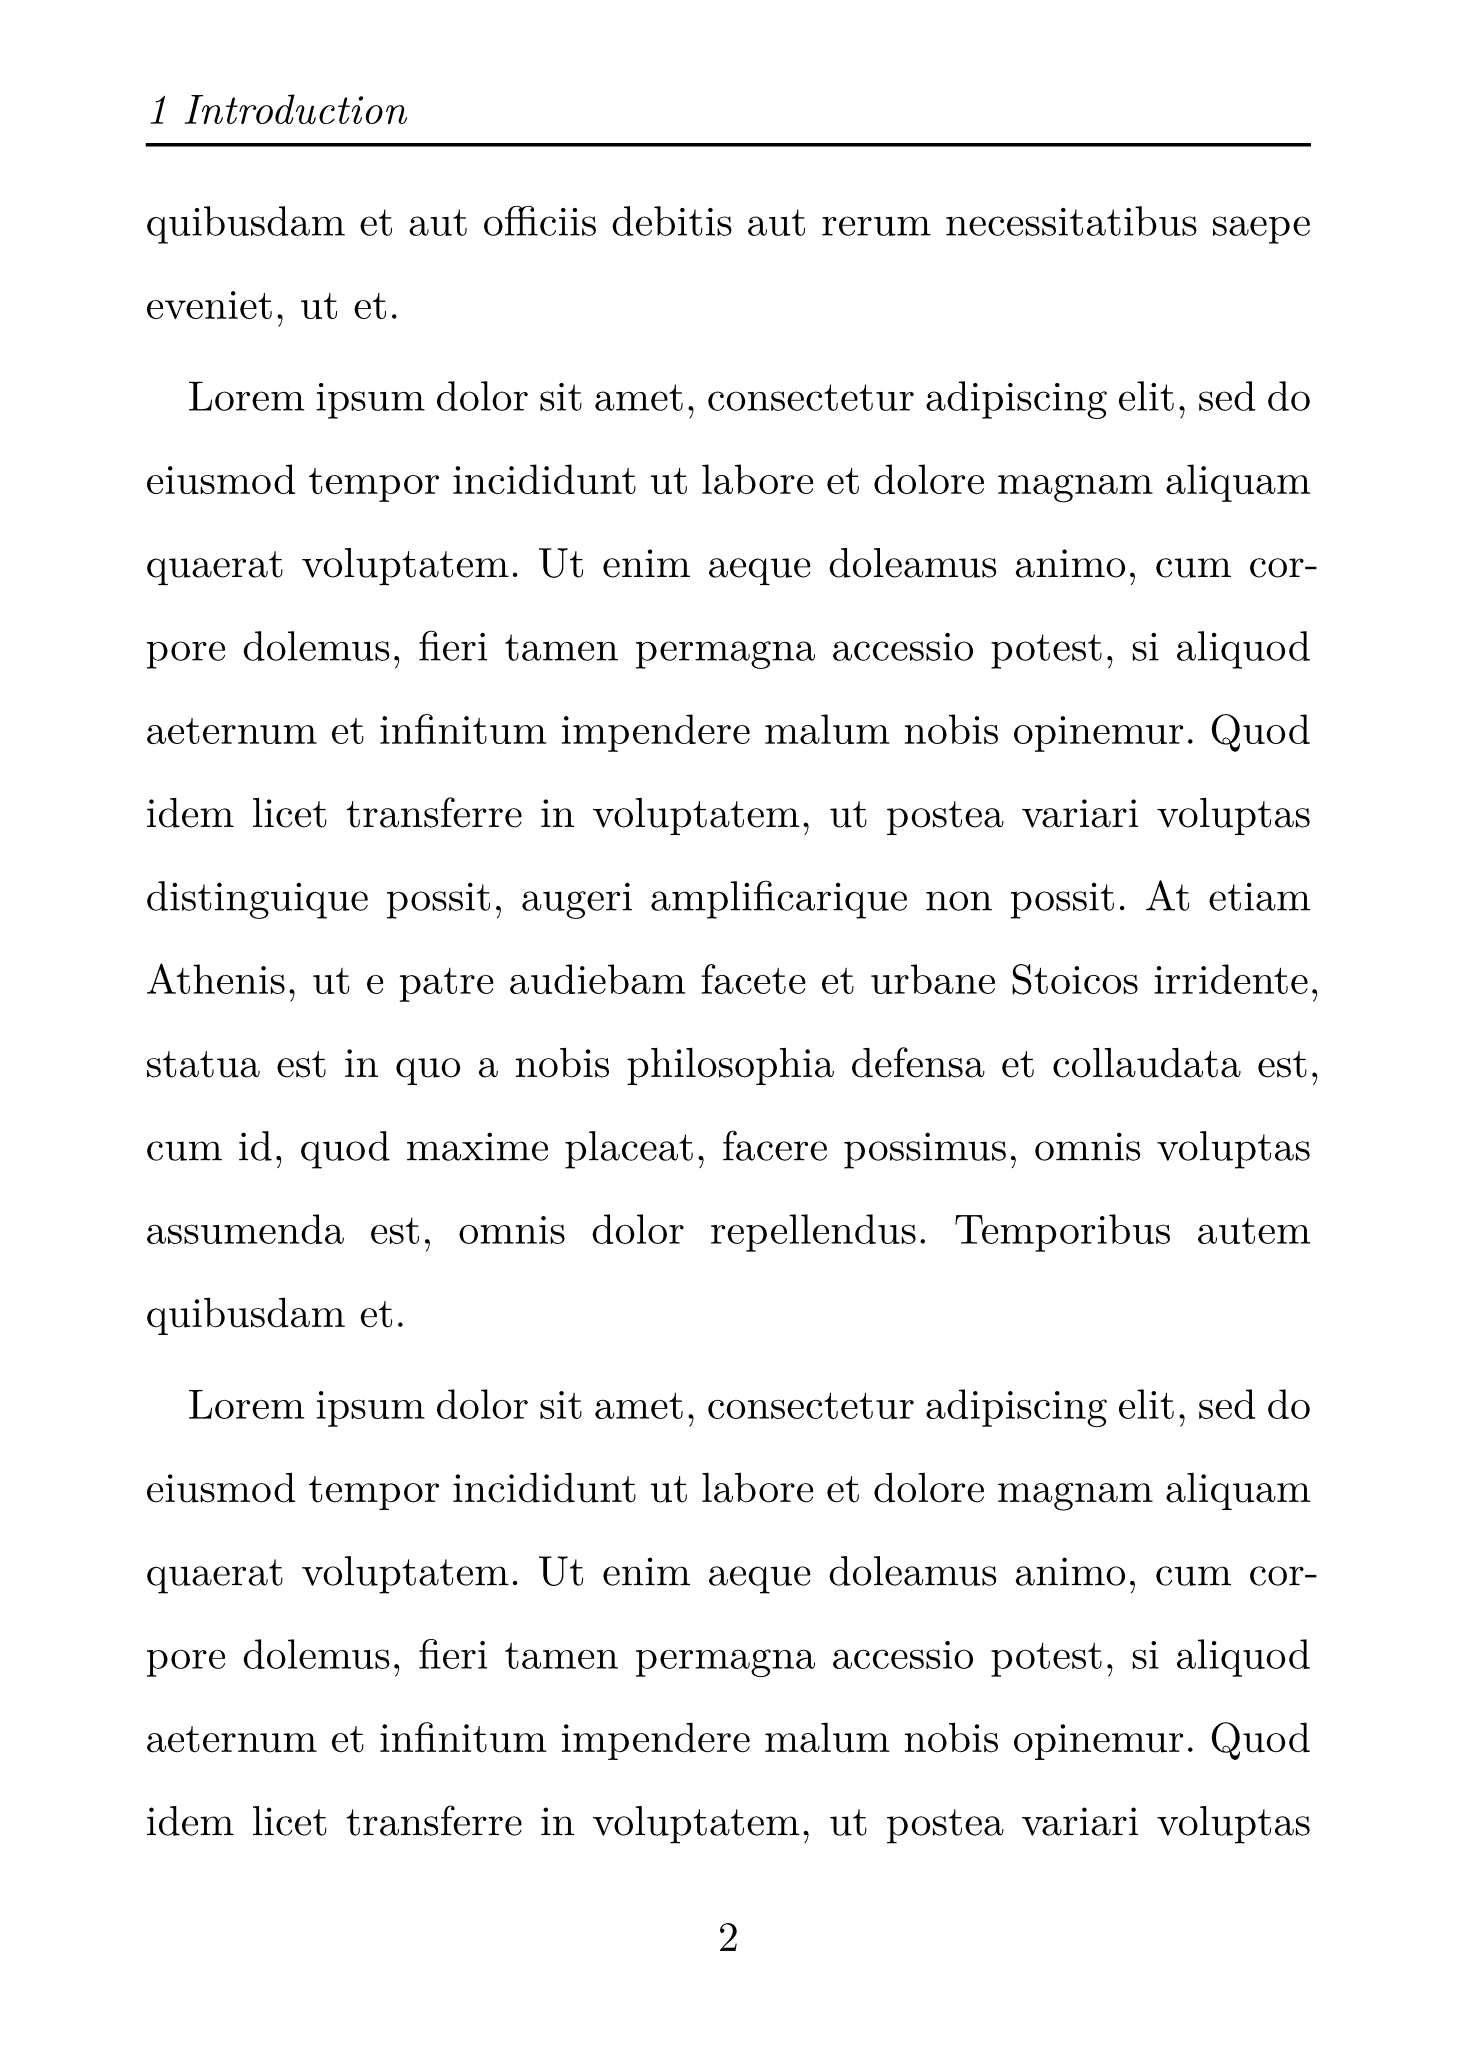 1 Introduction
quibusdam et aut officiis debitis aut rerum necessitatibus saepe
eveniet, ut et.
Lorem ipsum dolor sit amet, consectetur adipiscing elit, sed do
eiusmod tempor incididunt ut labore et dolore magnam aliquam
quaerat voluptatem. Ut enim aeque doleamus animo, cum cor-
pore dolemus, fieri tamen permagna accessio potest, si aliquod
aeternum et infinitum impendere malum nobis opinemur. Quod
idem licet transferre in voluptatem, ut postea variari voluptas
distinguique possit, augeri amplificarique non possit. At etiam
Athenis, ut e patre audiebam facete et urbane Stoicos irridente,
statua est in quo a nobis philosophia defensa et collaudata est,
cum id, quod maxime placeat, facere possimus, omnis voluptas
assumenda est, omnis dolor repellendus. Temporibus autem
quibusdam et.
Lorem ipsum dolor sit amet, consectetur adipiscing elit, sed do
eiusmod tempor incididunt ut labore et dolore magnam aliquam
quaerat voluptatem. Ut enim aeque doleamus animo, cum cor-
pore dolemus, fieri tamen permagna accessio potest, si aliquod
aeternum et infinitum impendere malum nobis opinemur. Quod
idem licet transferre in voluptatem, ut postea variari voluptas
2